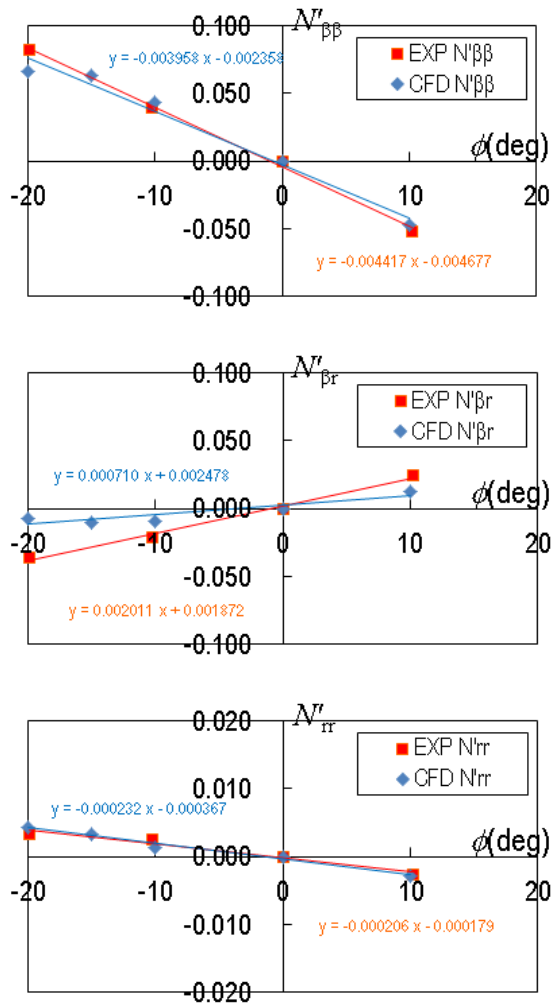 0.100
N'ββ
y = -0.003958 x - 0.002358
EXP N'ββ
CFD N'ββ
0.050
0.000
ϕ(deg)
-20
-10
0
10
20
-0.050
y = -0.004417 x - 0.004677
-0.100
0.100
N'βr
EXP N'βr
CFD N'βr
0.050
y = 0.000710 x + 0.002478
0.000
ϕ(deg)
-20
-10
0
10
20
-0.050
y = 0.002011 x + 0.001872
-0.100
0.020
N'rr
EXP N'rr
CFD N'rr
0.010
y = -0.000232 x - 0.000367
0.000
ϕ(deg)
-20
-10
0
10
20
-0.010
y = -0.000206 x - 0.000179
-0.020